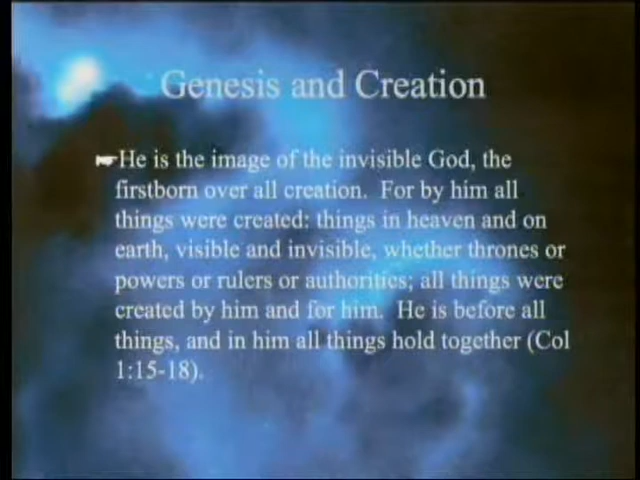 Genesis and Creation
He is the image of the invisible God, the
firstborn over all creation. For by him all
things were created: things in heaven and on
earth, visible and invisible, whether thrones or
powers or rulers or authorities; all things were
created by him and for him. He is before all
things, and in him all things hold together (Col
1:15-18).